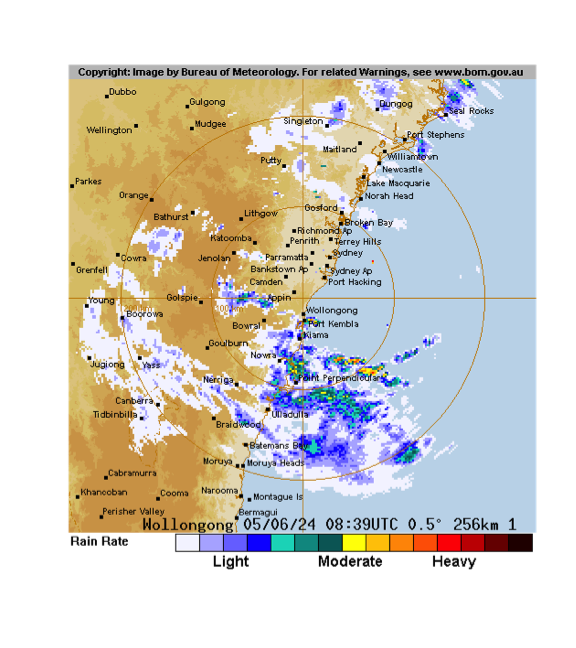 Copyright: Image by Bureau of Meteorology. For related Warnings, see www.bom.gov.au
Dubbo
Gulgong
Dungog
Seal Rocks
Singleton
Mudgee
Wellington
Port Stephens
Maitland
Williamtown
Putty
Newcastle
Parkes
Lake Macquarie
Orange
Norah Head
Gosford
Bathurst
Lithgow
Broken Bay
Richmond Ap
Katoomba
Penrith
Terrey Hills
Cowra
Jenolan
Parramatta
Sydney
Grenfell
Bankstown Ap
Sydney Ap
Camden
Port Hacking
Young
Golspie
Appin
Boorowa
Wollongong
Bowral
Port Kembla
Kiama
Goulburn
Nowra
Jugiong
Yass
Nerriga
Point Perpendicular
Canberra
Tidbinbilla
Ulladulla
Braidwood
Batemans Bay
Moruya
Moruya Heads
Cabramurra
Khancoban
Cooma
Narooma
Montague Is
Perisher Valley
Bermagui
Wollongong 05/06/24 08:39UTC 0.5° 256km 1
Rain Rate
Light
Moderate
Heavy